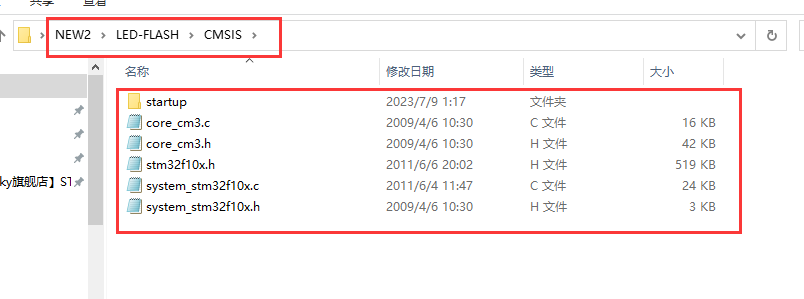 共享 查看
NEW2 LED-FLASH CMSIS
名称 修改日期 类型 大小
startup 2023/7/9 1:17 文件夹
core_cm3.c 2009/4/6 10:30 C 文件 16 KB
core_cm3.h 2009/4/6 10:30 H 文件 42 KB
stm32f10x.h 2011/6/6 20:02 H 文件 519 KB
ky旗舰店】ST
system_stm32f10x.c 2011/6/4 11:47 C 文件 24 KB
system_stm32f10x.h 2009/4/6 10:30 H 文件 3 KB